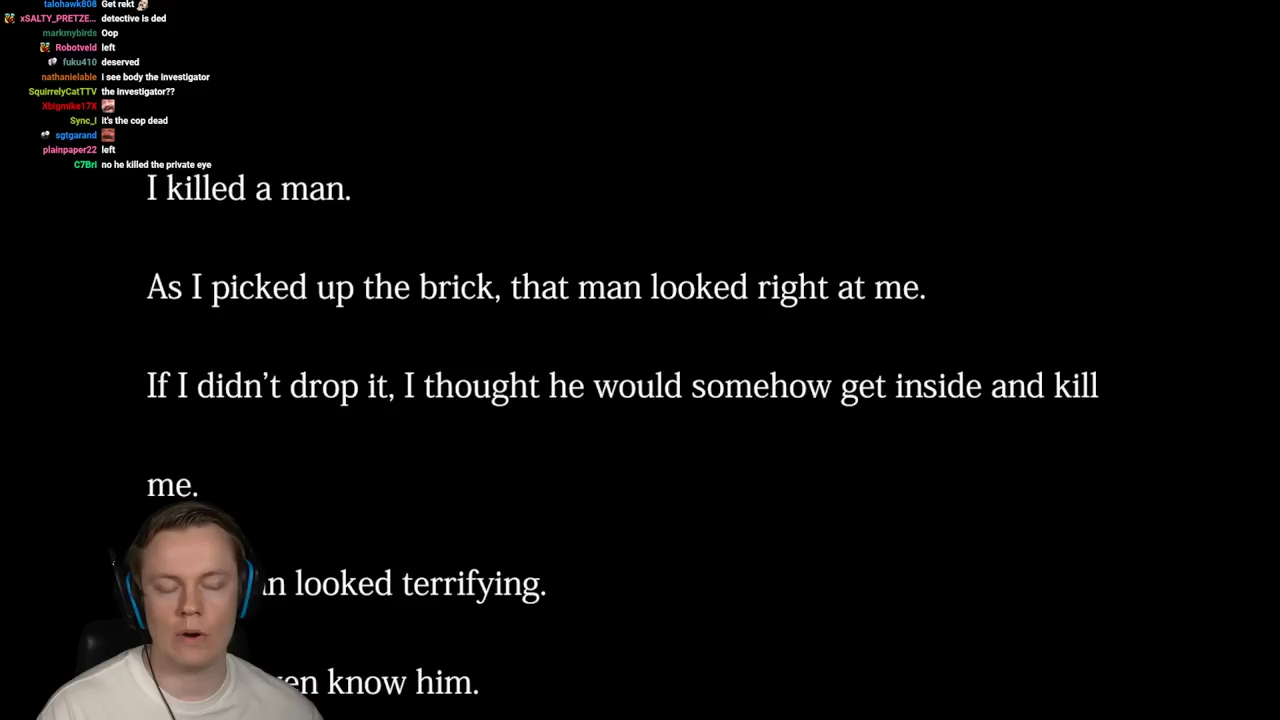 talohawk808 Get rekt
xSALTY_PRETZE... detective is ded
markmybirds Oop
Robotveld left
fuku410 deserved
nathanielable I see body the investigator
SquirrelyCatTTV the investigator??
Xbigmike17X
Sync_I it's the cop dead
sgtgarand
plainpaper22 left
C7Bri no he killed the private eye
I killed a man.
As I picked up the brick, that man looked right at me.
If I didn't drop it, I thought he would somehow get inside and kill
me.
looked terrifying.
know him.